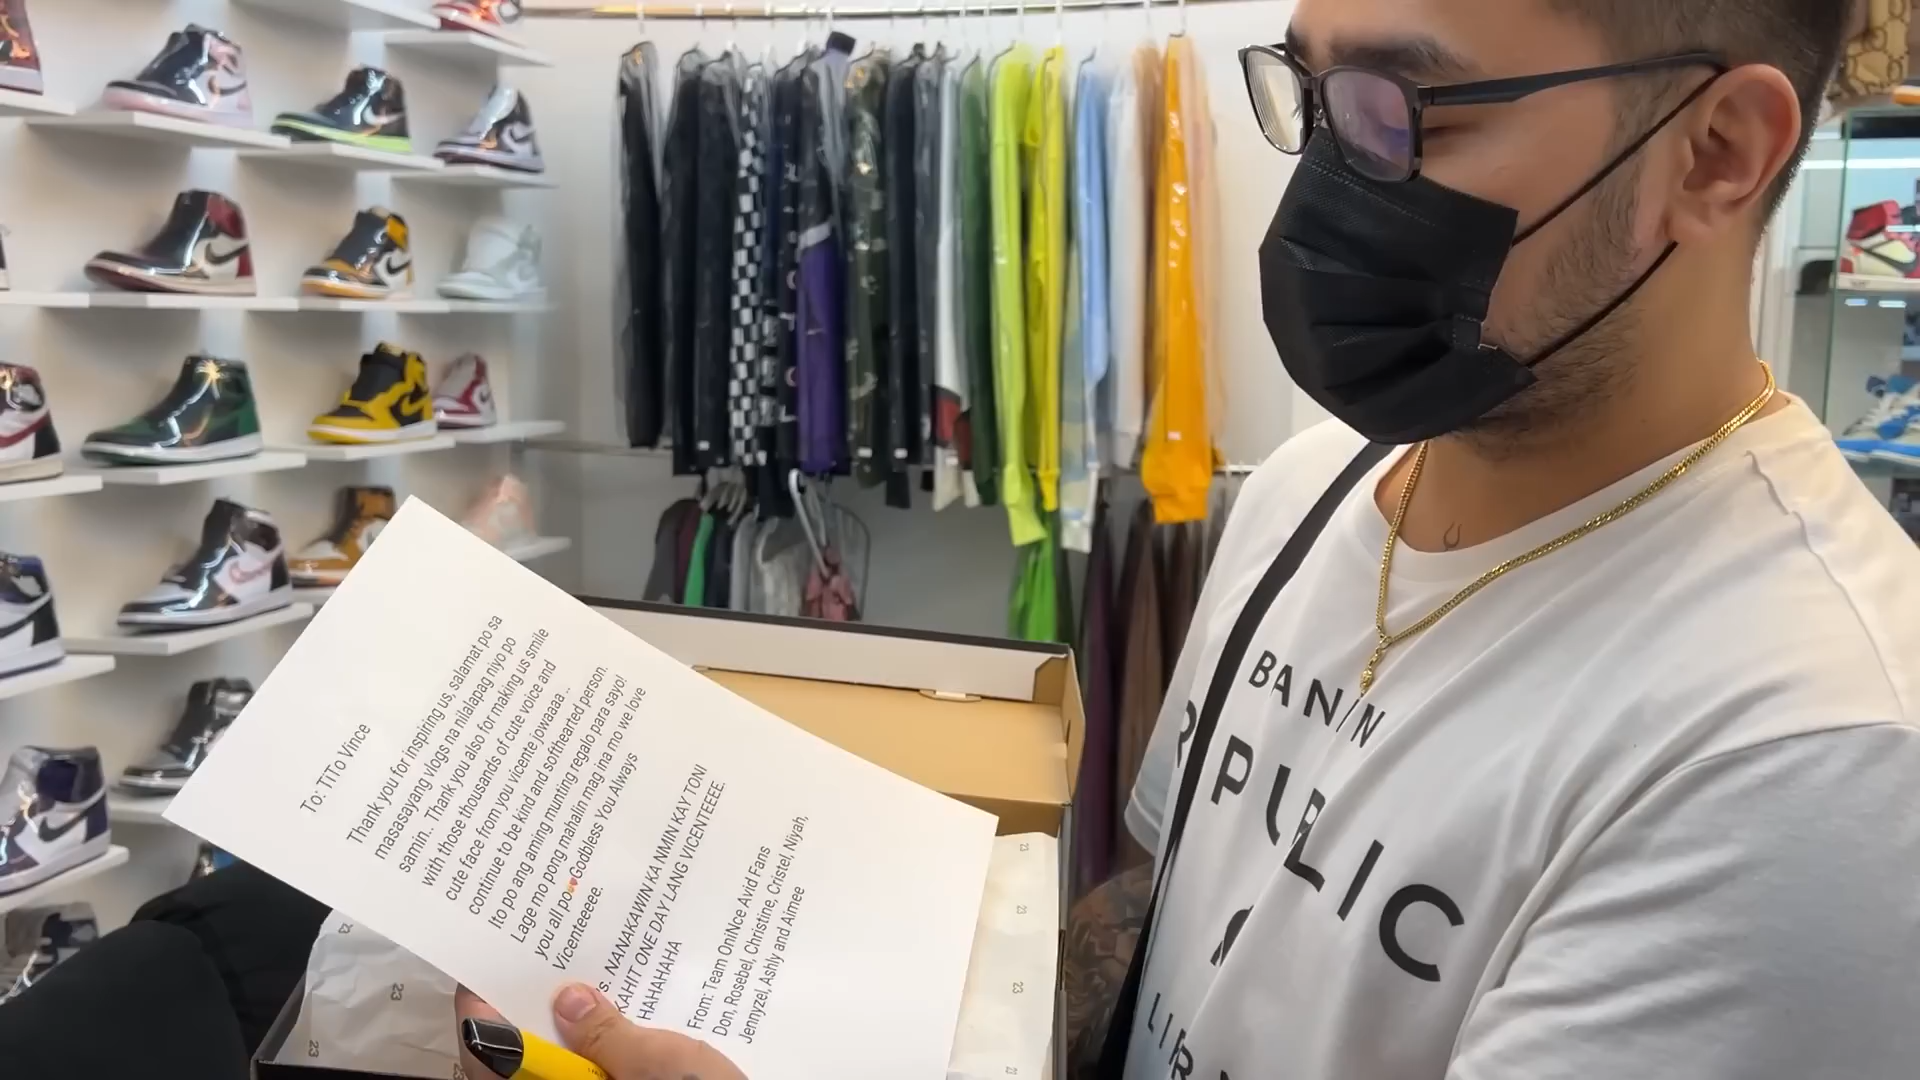 To: TiTo Vince
Thank you for inspiring us, salamat po sa
masasayang vlogs na nilalapag niyo po
samin.. Thank you also for making us smile
with those thousands of cute voice and
cute face from you vicente jowaaaa ..
continue to be kind and softhearted person.
Ito po ang aming munting regalo para sayo!
Lage mo pong mahalin mag ina mo we love
you all po Godbless You Always
Vicenteeeee.
s. NANAKAWIN KA NMIN KAY TONI
KAHIT ONE DAY LANG VICENTEEEE.
HAHAHAHA
From: Team OniNce Avid Fans
Don, Rosebel, Christine, Cristel, Niyah,
Jennyzel, Ashly and Aimee
23
23
23
23
23
23
BANAN
R PUBLIC